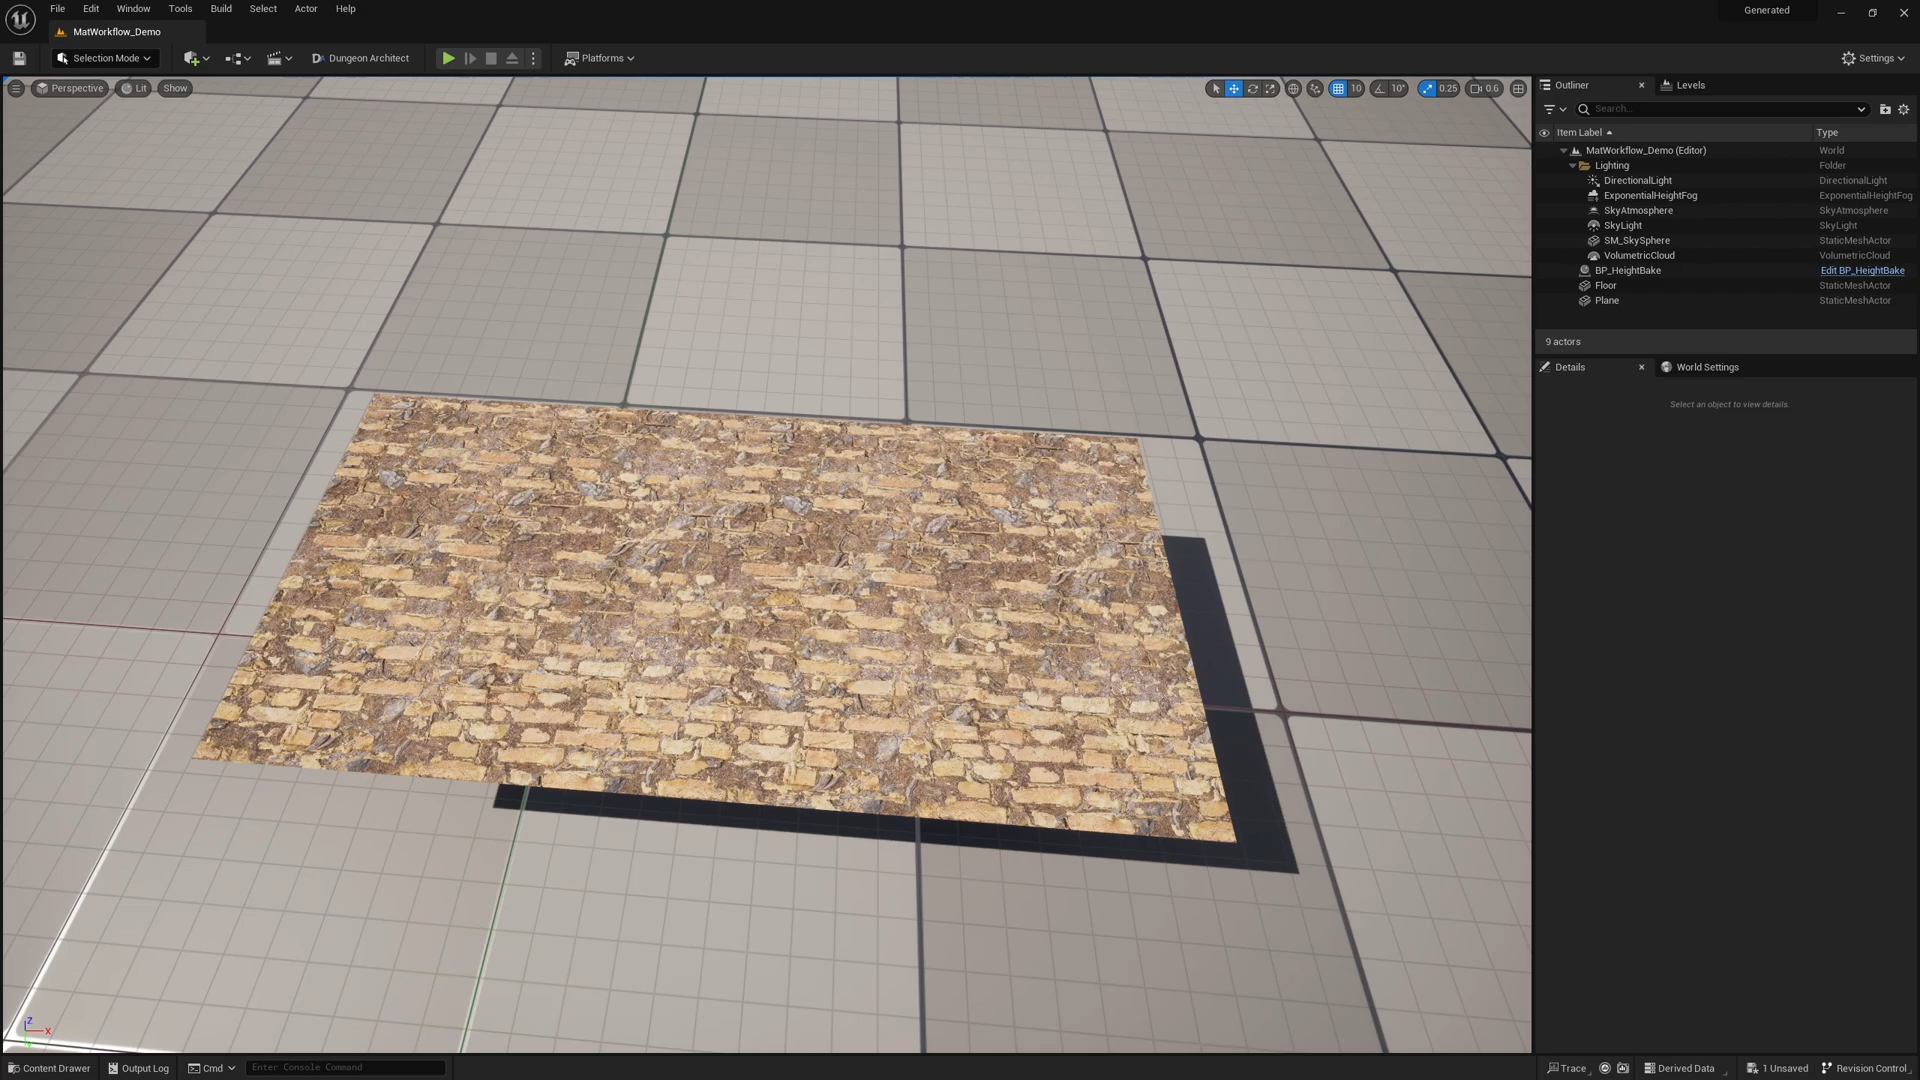 File Edit Window Tools Build Select Actor Help
Generated
MatWorkflow_Demo
Selection Mode
Dungeon Architect
Platforms
Settings
Perspective Lit Show
10 10° 0.25 0.6
Outliner
Levels
Search...
Item Label Type
MatWorkflow_Demo (Editor) World
Lighting Folder
DirectionalLight DirectionalLight
ExponentialHeightFog ExponentialHeightFog
SkyAtmosphere SkyAtmosphere
SkyLight SkyLight
SM_SkySphere StaticMeshActor
VolumetricCloud VolumetricCloud
BP_HeightBake Edit BP_HeightBake
Floor StaticMeshActor
Plane StaticMeshActor
9 actors
Details
World Settings
Select an object to view details.
Z
X
Content Drawer Output Log Cmd Enter Console Command Trace Derived Data 1 Unsaved Revision Control